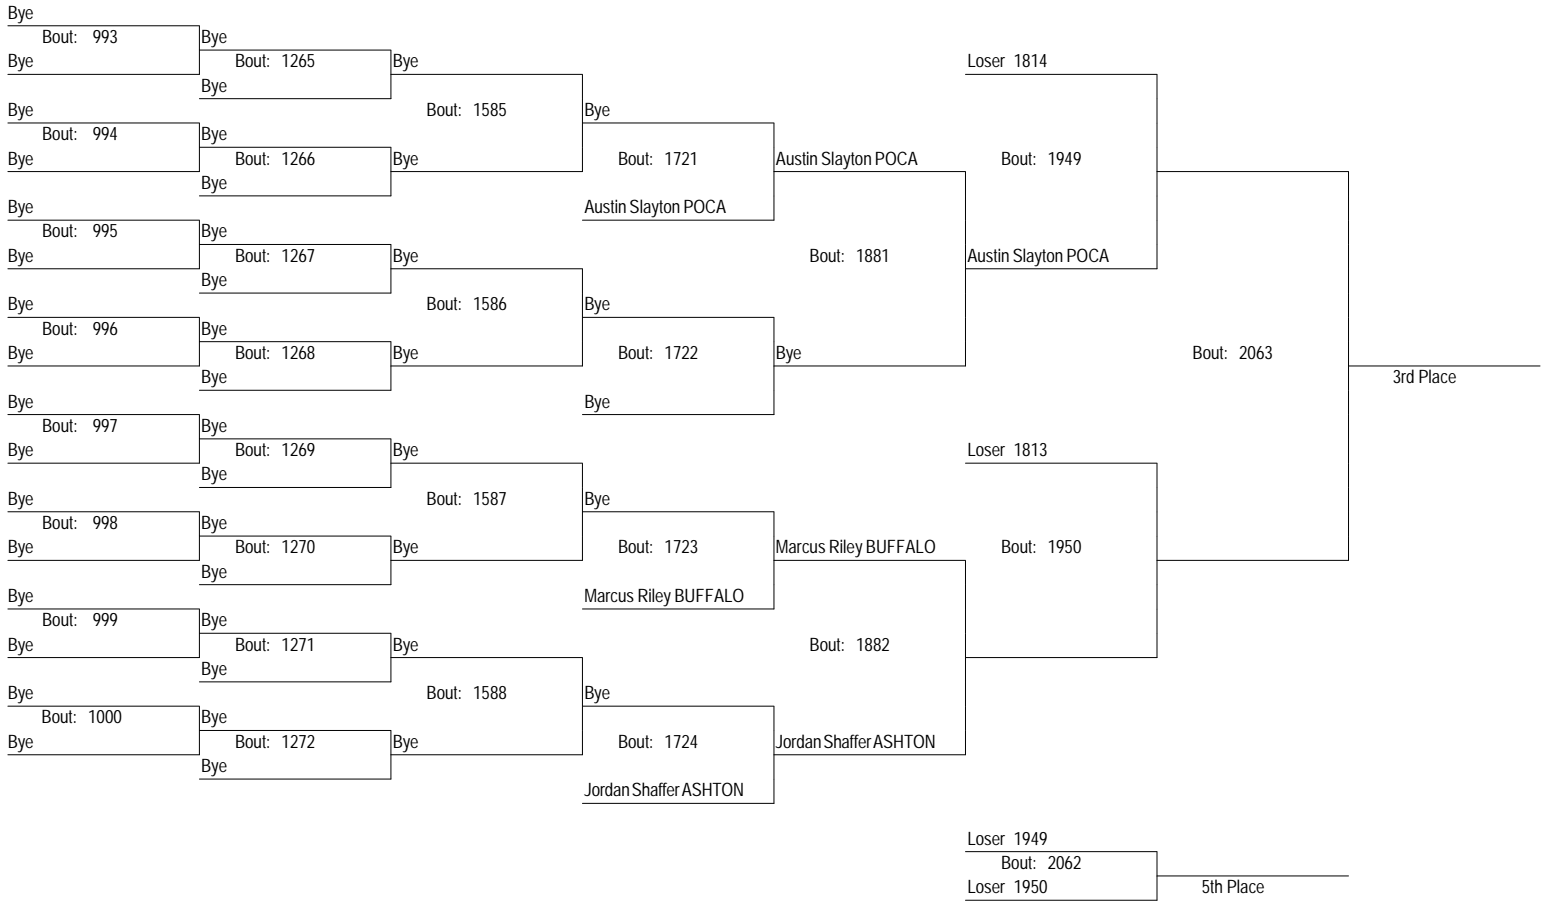 Bye
Bout: 993 Bye
Bye Bout: 1265 Bye Loser 1814
Bye
Bye Bout: 1585 Bye
Bout: 994 Bye
Bye Bout: 1266 Bye Bout: 1721 Austin Slayton POCA Bout: 1949
Bye
Bye Austin Slayton POCA
Bout: 995 Bye
Bye Bout: 1267 Bye Bout: 1881 Austin Slayton POCA
Bye
Bye Bout: 1586 Bye
Bout: 996 Bye
Bye Bout: 1268 Bye Bout: 1722 Bye Bout: 2063
Bye 3rd Place
Bye Bye
Bout: 997 Bye
Bye Bout: 1269 Bye Loser 1813
Bye
Bye Bout: 1587 Bye
Bout: 998 Bye
Bye Bout: 1270 Bye Bout: 1723 Marcus Riley BUFFALO Bout: 1950
Bye
Bye Marcus Riley BUFFALO
Bout: 999 Bye
Bye Bout: 1271 Bye Bout: 1882
Bye
Bye Bout: 1588 Bye
Bout: 1000 Bye
Bye Bout: 1272 Bye Bout: 1724 Jordan Shaffer ASHTON
Bye
Jordan Shaffer ASHTON
Loser 1949
Bout: 2062
Loser 1950 5th Place